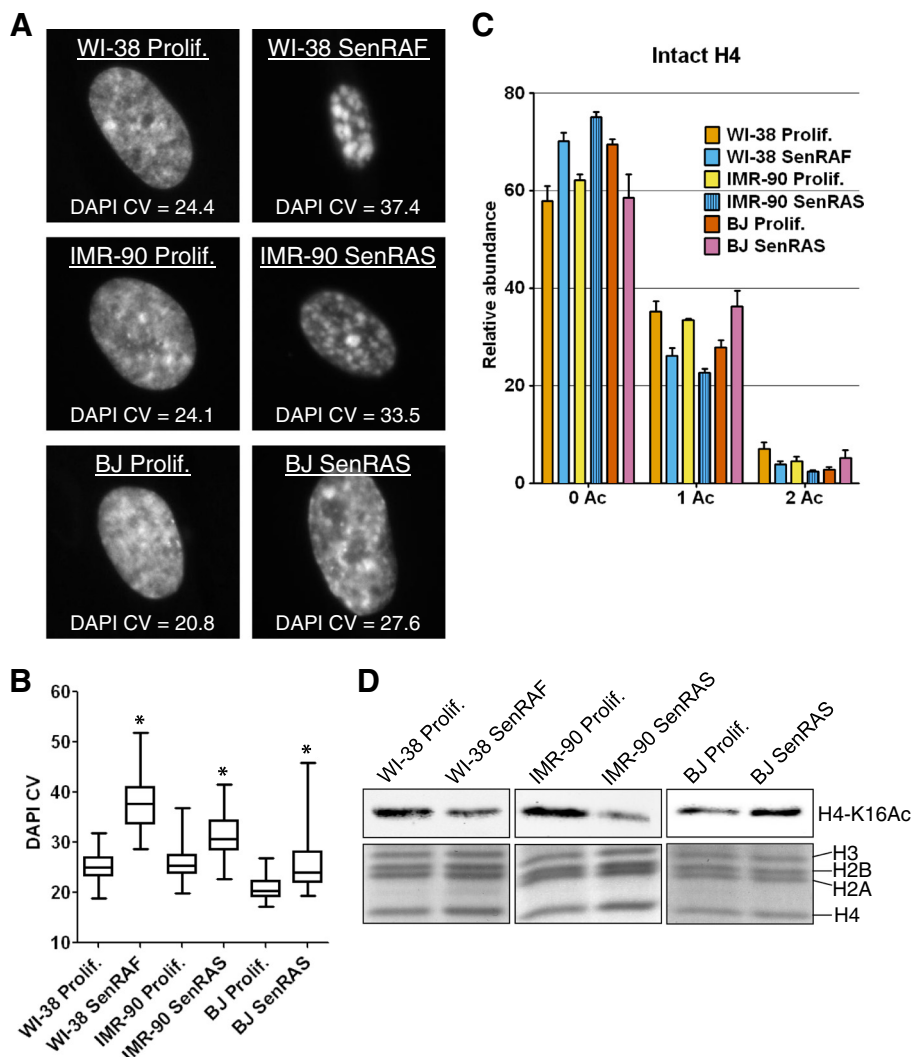 A
WI-38 Prolif.
DAPI CV = 24.4
WI-38 SenRAF
DAPI CV = 37.4
IMR-90 Prolif.
DAPI CV = 24.1
IMR-90 SenRAS
DAPI CV = 33.5
BJ Prolif.
DAPI CV = 20.8
BJ SenRAS
DAPI CV = 27.6
C
Intact H4
Relative abundance
80
60
40
20
0
WI-38 Prolif.
WI-38 SenRAF
IMR-90 Prolif.
IMR-90 SenRAS
BJ Prolif.
BJ SenRAS
0 Ac
1 Ac
2 Ac
B
DAPI CV
60
50
40
30
20
10
*
*
*
WI-38 Prolif.
WI-38 SenRAF
IMR-90 Prolif.
IMR-90 SenRAS
BJ Prolif.
BJ SenRAS
D
WI-38 Prolif.
WI-38 SenRAF
IMR-90 Prolif.
IMR-90 SenRAS
BJ Prolif.
BJ SenRAS
H4-K16Ac
H3
H2B
H2A
H4